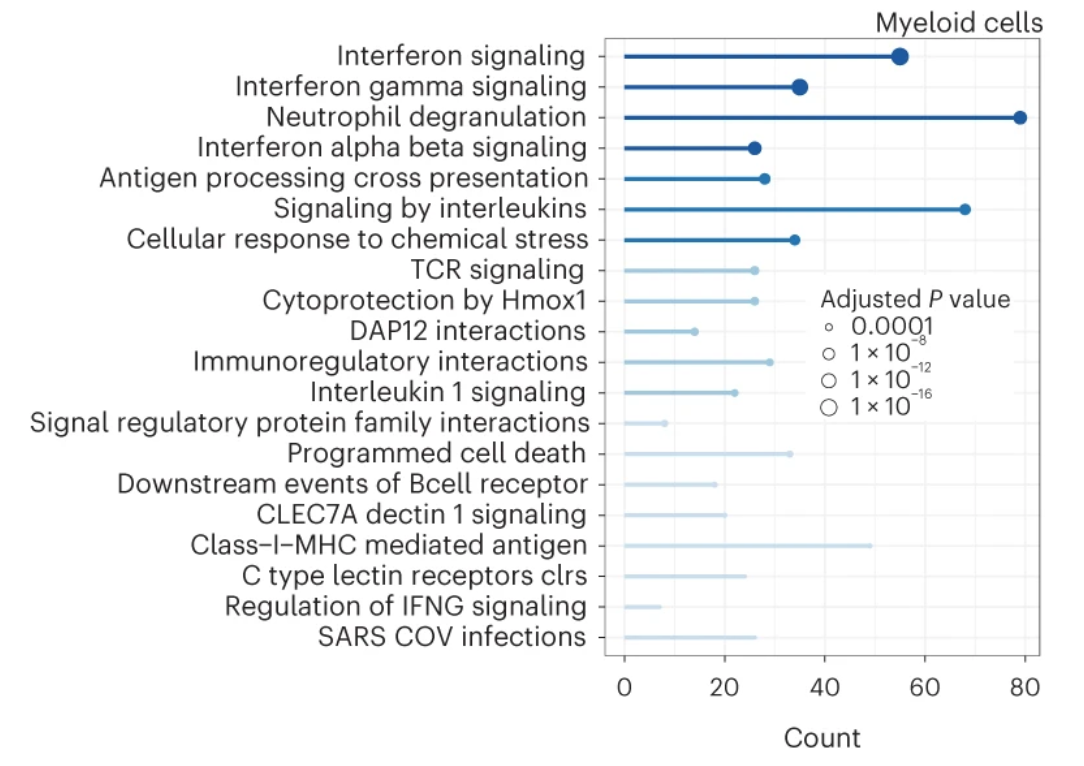 Myeloid cells
Interferon signaling
Interferon gamma signaling
Neutrophil degranulation
Interferon alpha beta signaling
Antigen processing cross presentation
Signaling by interleukins
Cellular response to chemical stress
TCR signaling
Cytoprotection by Hmox1
DAP12 interactions
Immunoregulatory interactions
Interleukin 1 signaling
Signal regulatory protein family interactions
Programmed cell death
Downstream events of Bcell receptor
CLEC7A dectin 1 signaling
Class–I–MHC mediated antigen
C type lectin receptors clrs
Regulation of IFNG signaling
SARS COV infections
Adjusted P value
0.0001
1 × 10⁻⁸
1 × 10⁻¹²
1 × 10⁻¹⁶
0 20 40 60 80
Count